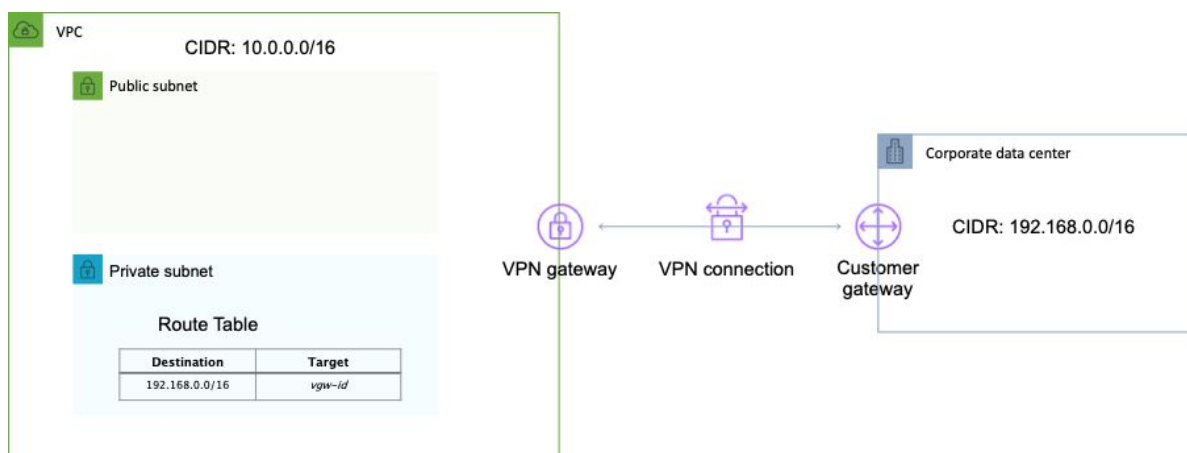 VPC
CIDR: 10.0.0.0/16
Public subnet
Corporate data center
CIDR: 192.168.0.0/16
VPN gateway
VPN connection
Customer
gateway
Private subnet
Route Table
Destination Target
192.168.0.0/16 vgw-id